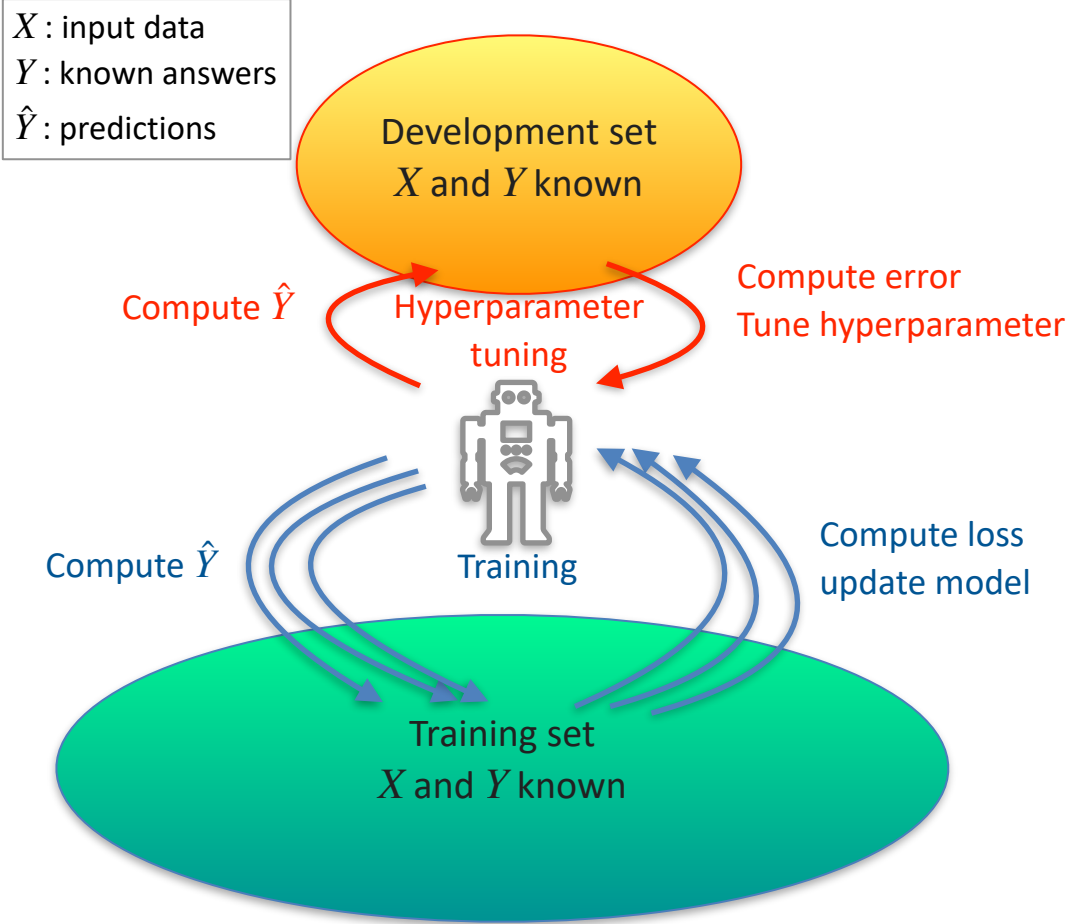 X : input data
Y : known answers
Ŷ : predictions
Development set
X and Y known
Compute Ŷ
Hyperparameter
tuning
Compute error
Tune hyperparameter
Compute Ŷ
Training
Compute loss
update model
Training set
X and Y known